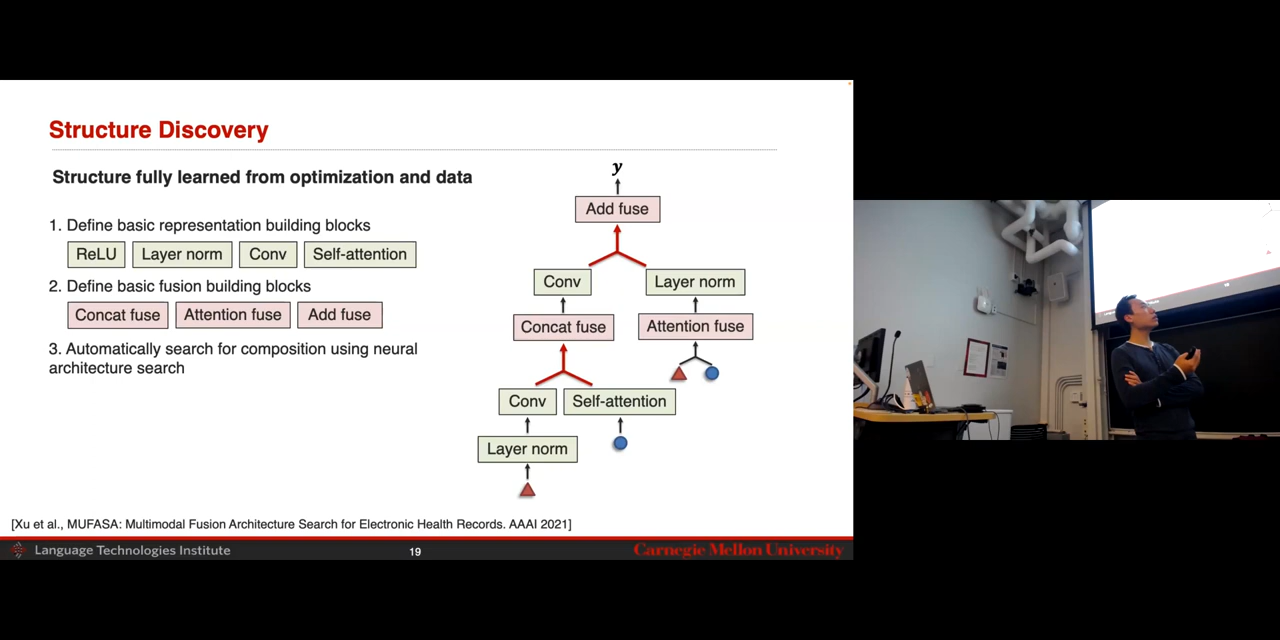 Structure Discovery
Structure fully learned from optimization and data
1. Define basic representation building blocks
ReLU
Layer norm
Conv
Self-attention
2. Define basic fusion building blocks
Concat fuse
Attention fuse
Add fuse
3. Automatically search for composition using neural
architecture search
y
Add fuse
Conv
Layer norm
Concat fuse
Attention fuse
Conv
Self-attention
Layer norm
[Xu et al., MUFASA: Multimodal Fusion Architecture Search for Electronic Health Records. AAAI 2021]
Language Technologies Institute
19
Carnegie Mellon University